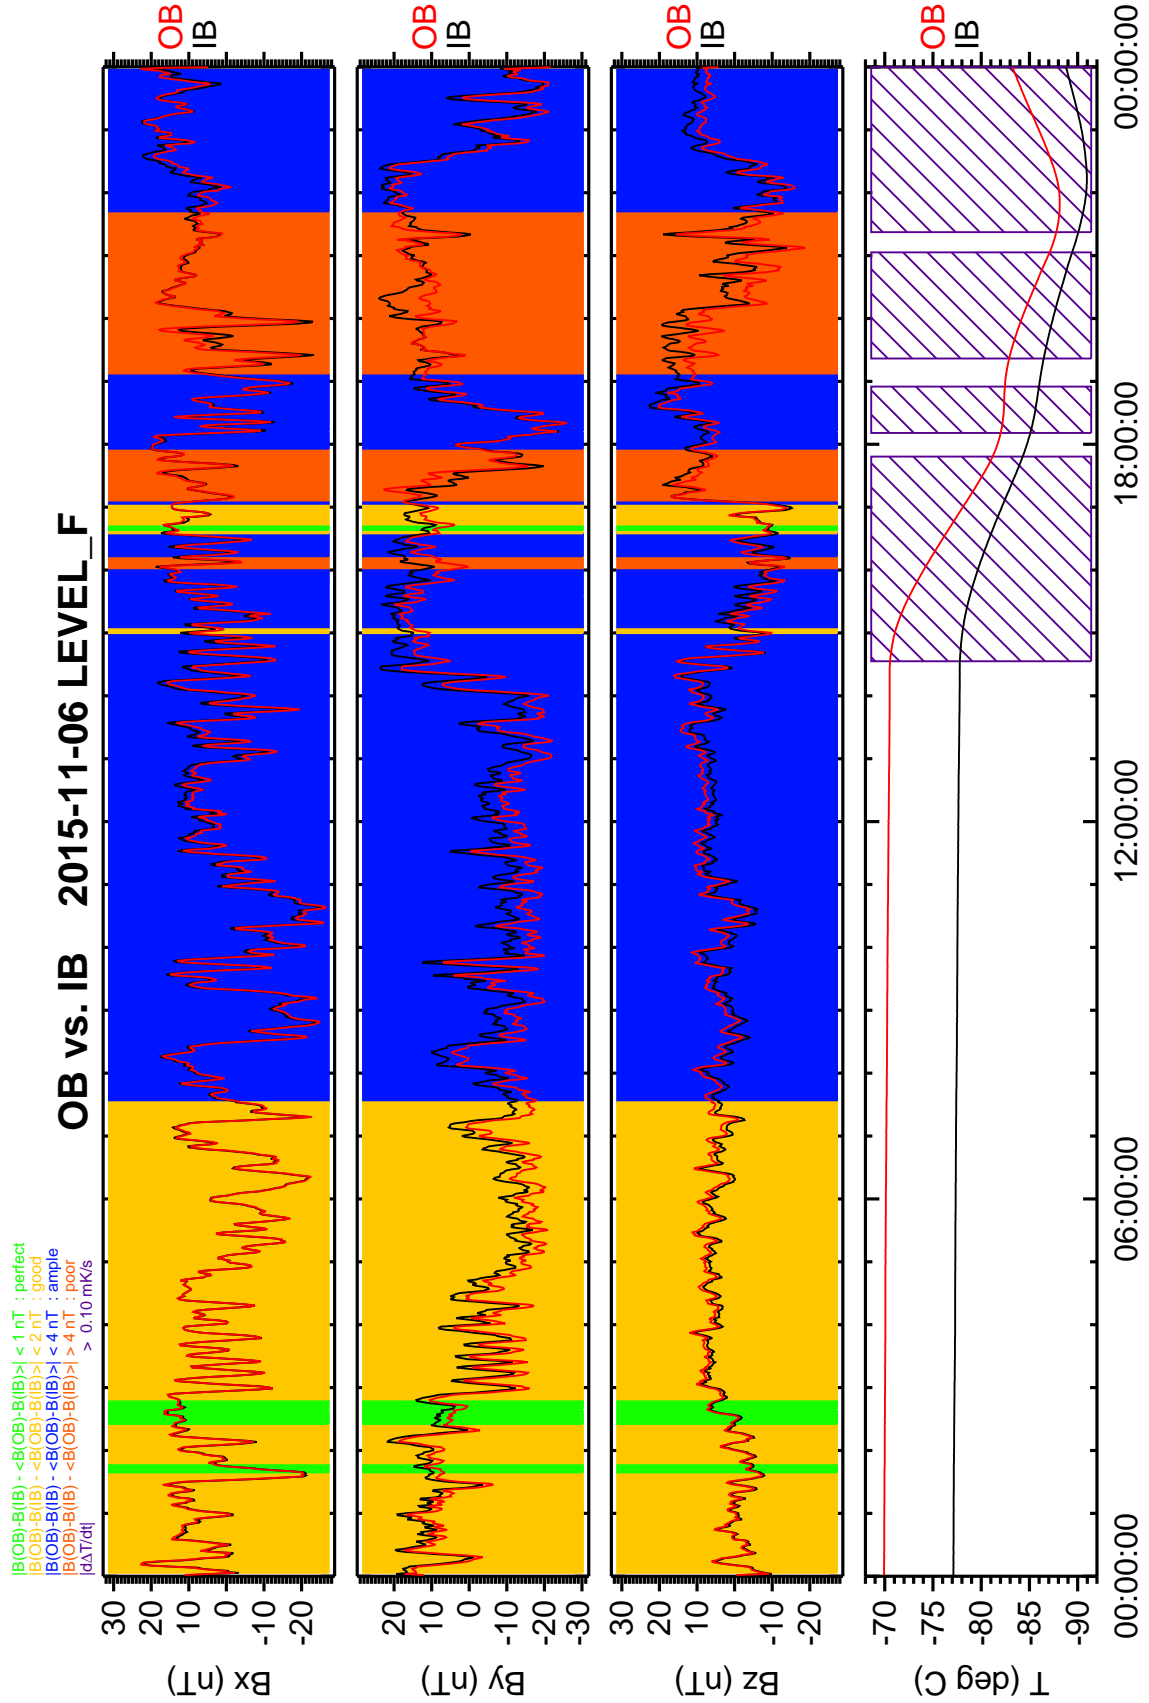 OB vs. IB 2015-11-06 LEVEL_F
|B(OB)-B(IB) - <B(OB)-B(IB)>| < 1 nT : perfect
|B(OB)-B(IB) - <B(OB)-B(IB)>| < 2 nT : good
|B(OB)-B(IB) - <B(OB)-B(IB)>| < 4 nT : ample
|B(OB)-B(IB) - <B(OB)-B(IB)>| > 4 nT : poor
|dΔT/dt| > 0.10 mK/s
Bx (nT)
30
20
10
0
-10
-20
OB
IB
By (nT)
20
10
0
-10
-20
-30
OB
IB
Bz (nT)
20
10
0
-10
-20
OB
IB
T (deg C)
-70
-75
-80
-85
-90
OB
IB
00:00:00 06:00:00 12:00:00 18:00:00 00:00:00